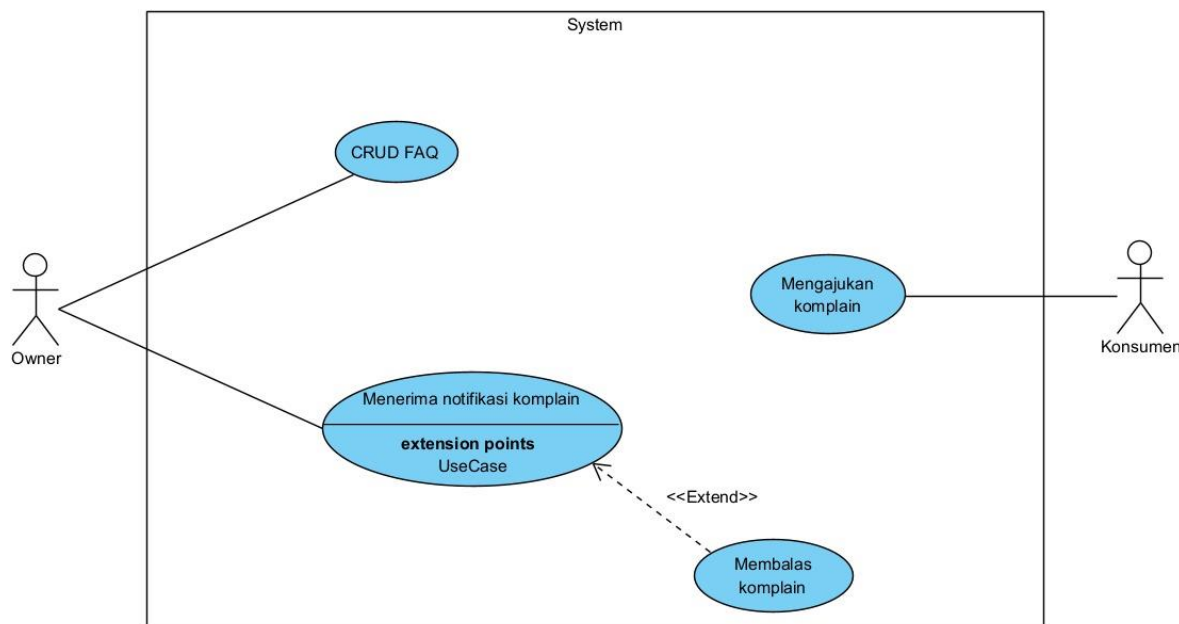 System
CRUD FAQ
Mengajukan
komplain
Owner
Konsumen
Menerima notifikasi komplain
extension points
UseCase
<<Extend>>
Membalas
komplain